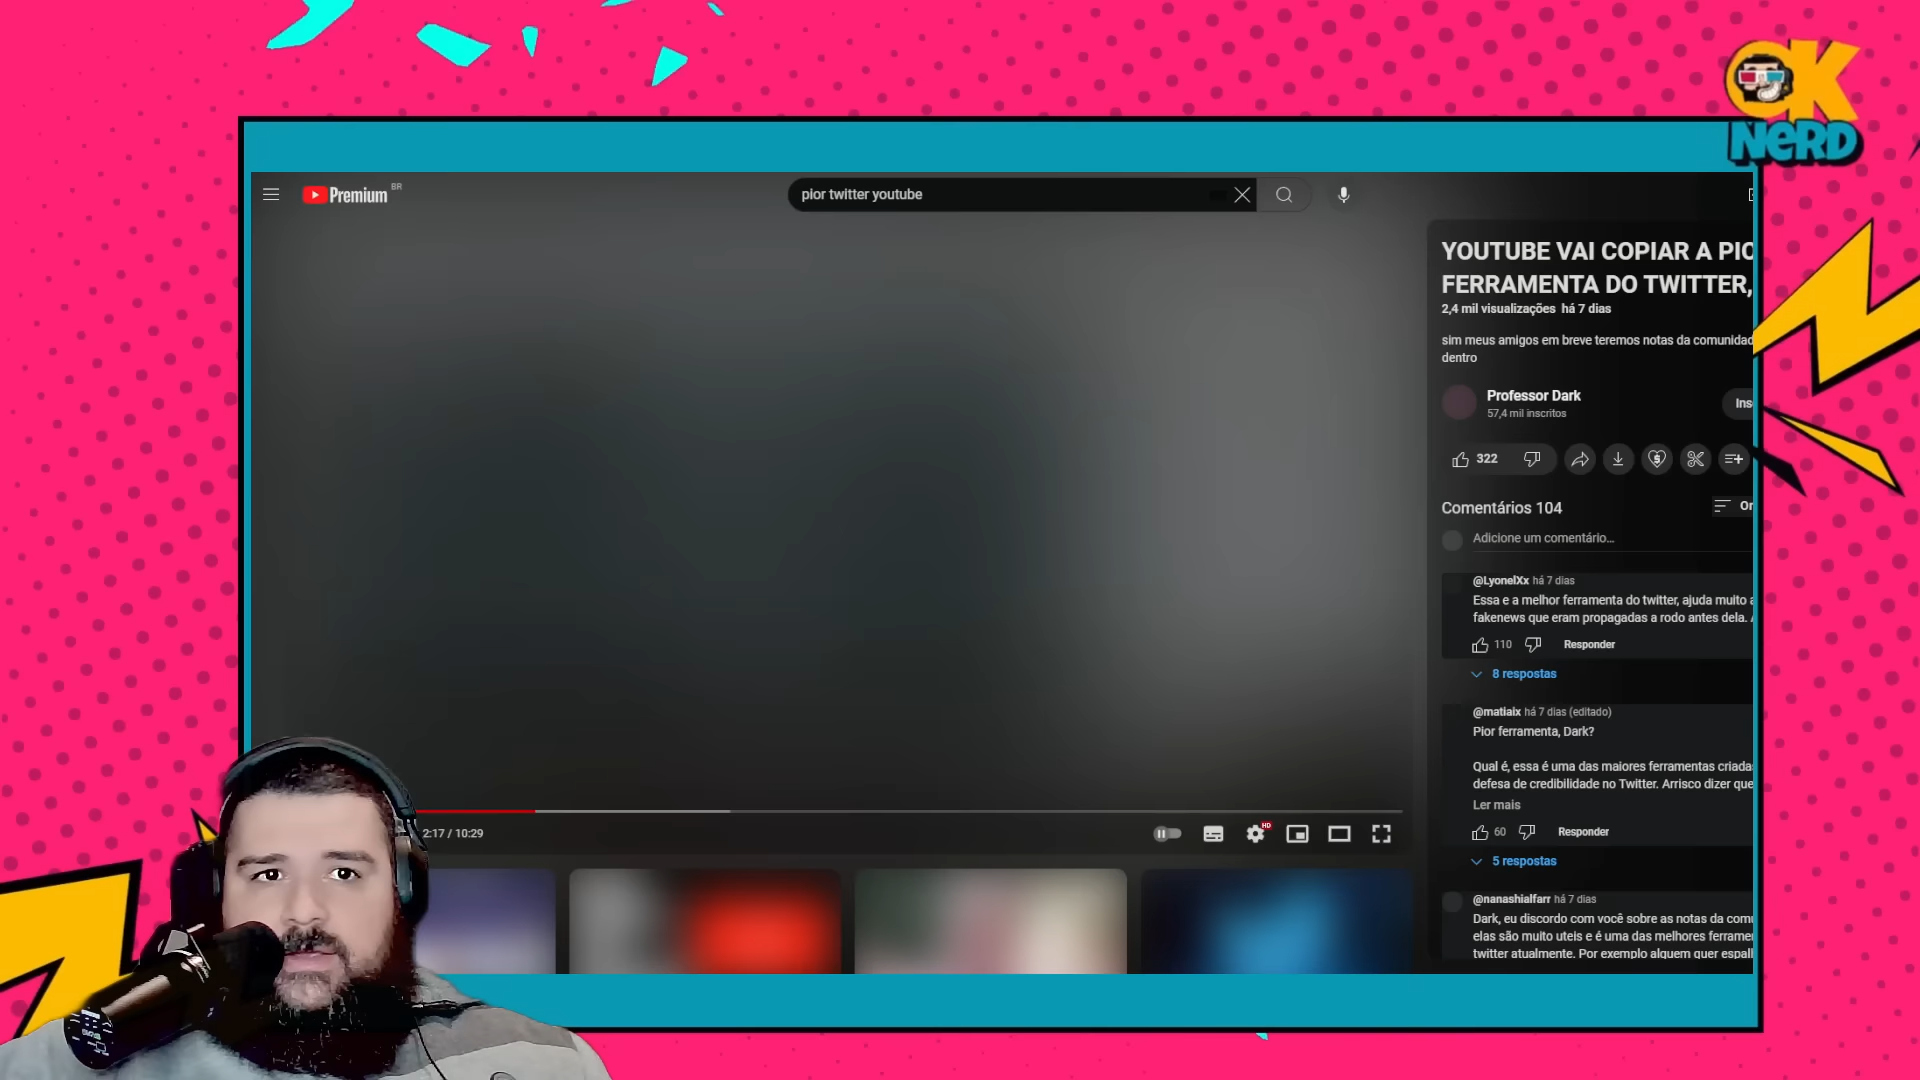 OK
NeRD
Premium BR
pior twitter youtube
YOUTUBE VAI COPIAR A PIO
FERRAMENTA DO TWITTER,
2,4 mil visualizações há 7 dias
sim meus amigos em breve teremos notas da comunidad
dentro
Professor Dark
57,4 mil inscritos
Ins
322
Comentários 104
Or
Adicione um comentário...
@LyonelXx há 7 dias
Essa e a melhor ferramenta do twitter, ajuda muito a
fakenews que eram propagadas a rodo antes dela.
110 Responder
8 respostas
@matiaix há 7 dias (editado)
Pior ferramenta, Dark?
Qual é, essa é uma das maiores ferramentas criadas
defesa de credibilidade no Twitter. Arrisco dizer que
Ler mais
60 Responder
5 respostas
@nanashialfarr há 7 dias
Dark, eu discordo com você sobre as notas da comu
elas são muito uteis e é uma das melhores ferrame
twitter atualmente. Por exemplo alguem quer espall
2:17 / 10:29
HD